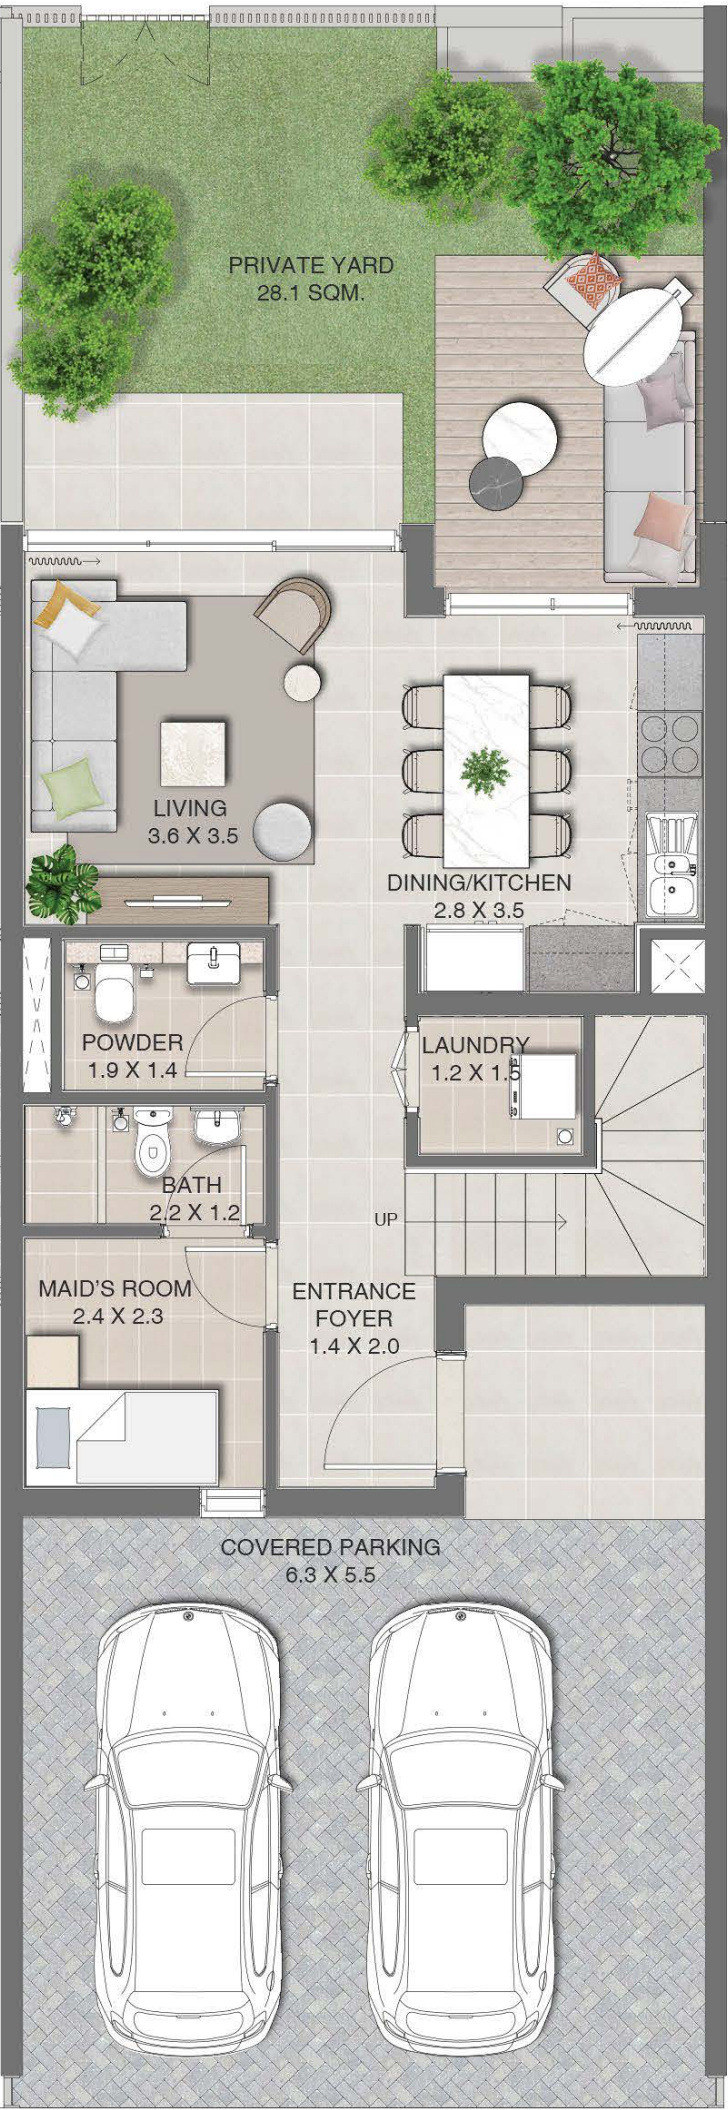 PRIVATE YARD
28.1 SQM.
LIVING
3.6 X 3.5
DINING/KITCHEN
2.8 X 3.5
POWDER
1.9 X 1.4
LAUNDRY
1.2 X 1.5
BATH
2.2 X 1.2
UP
MAID'S ROOM
2.4 X 2.3
ENTRANCE
FOYER
1.4 X 2.0
COVERED PARKING
6.3 X 5.5